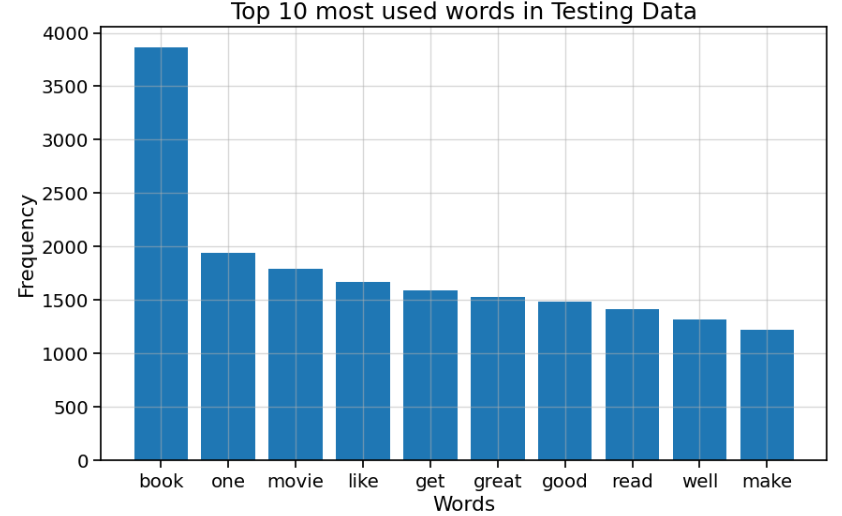 Top 10 most used words in Testing Data
4000
3500
3000
2500
2000
1500
1000
500
0
Frequency
book one movie like get great good read well make
Words